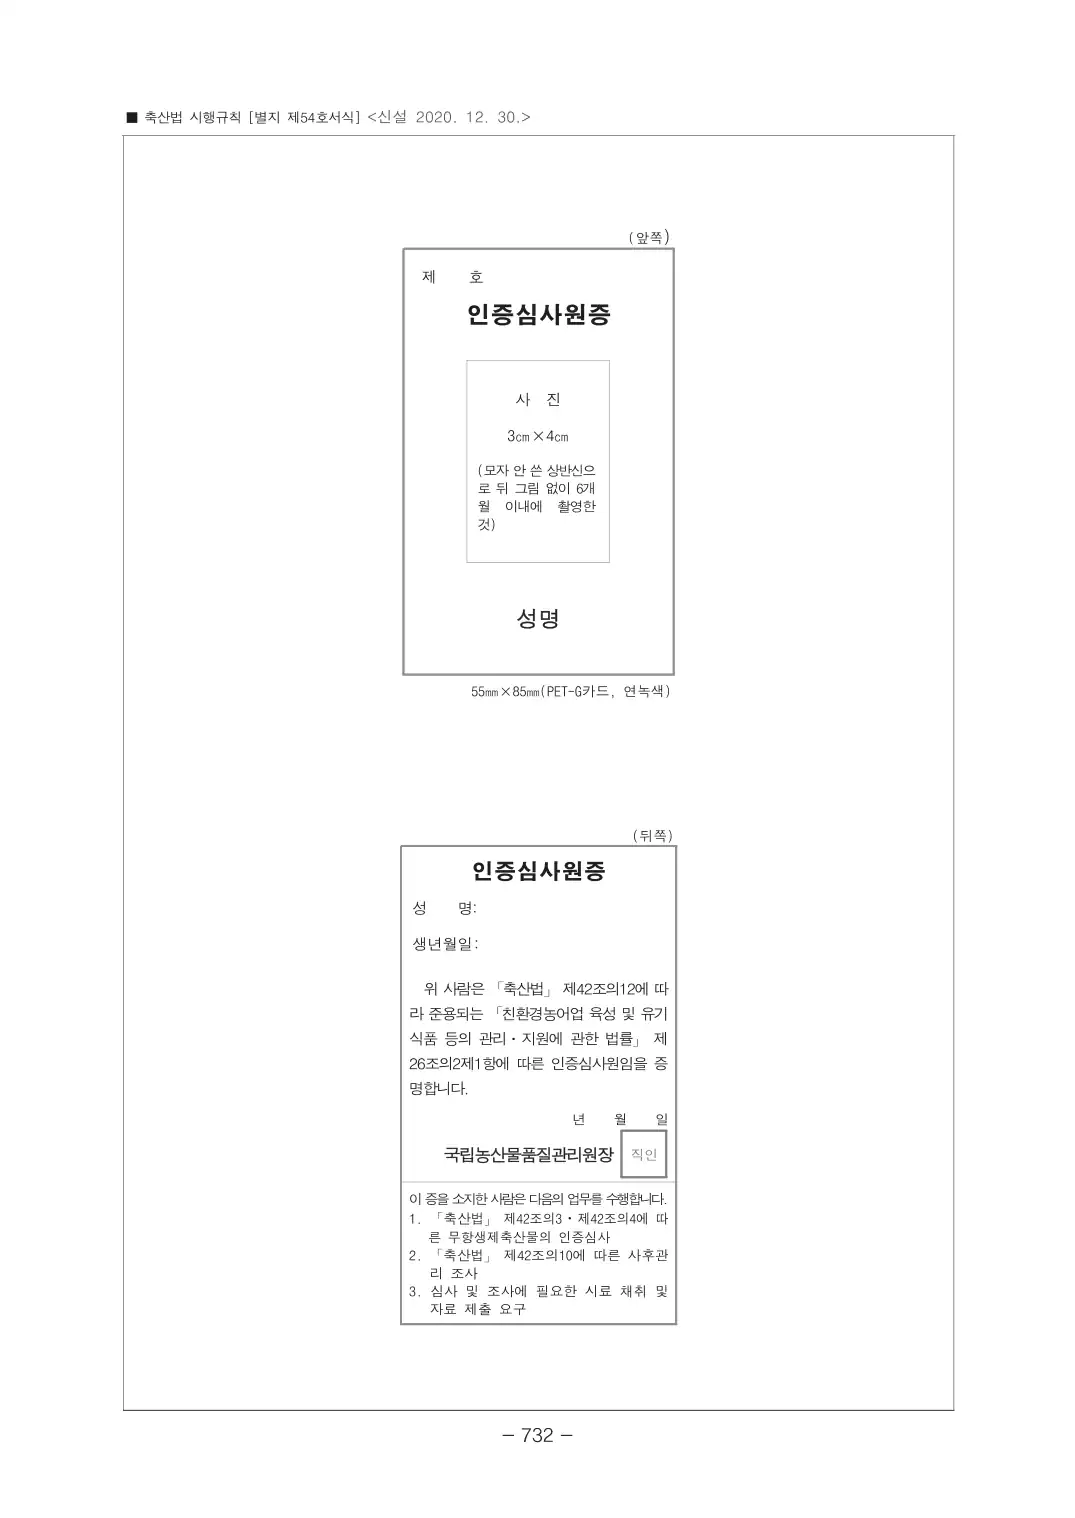 ■ 축산법 시행규칙 [별지 제54호서식] <신설 2020. 12. 30.>
(앞쪽)
제 호
인증심사원증
사 진
3㎝×4㎝
(모자 안 쓴 상반신으
로 뒤 그림 없이 6개
월 이내에 촬영한
것)
성명
55㎜×85㎜(PET-G카드, 연녹색)
(뒤쪽)
인증심사원증
성 명:
생년월일:
위 사람은 「축산법」 제42조의12에 따
라 준용되는 「친환경농어업 육성 및 유기
식품 등의 관리·지원에 관한 법률」 제
26조의2제1항에 따른 인증심사원임을 증
명합니다.
년 월 일
국립농산물품질관리원장 직인
이 증을 소지한 사람은 다음의 업무를 수행합니다.
1. 「축산법」 제42조의3·제42조의4에 따
른 무항생제축산물의 인증심사
2. 「축산법」 제42조의10에 따른 사후관
리 조사
3. 심사 및 조사에 필요한 시료 채취 및
자료 제출 요구
- 732 -